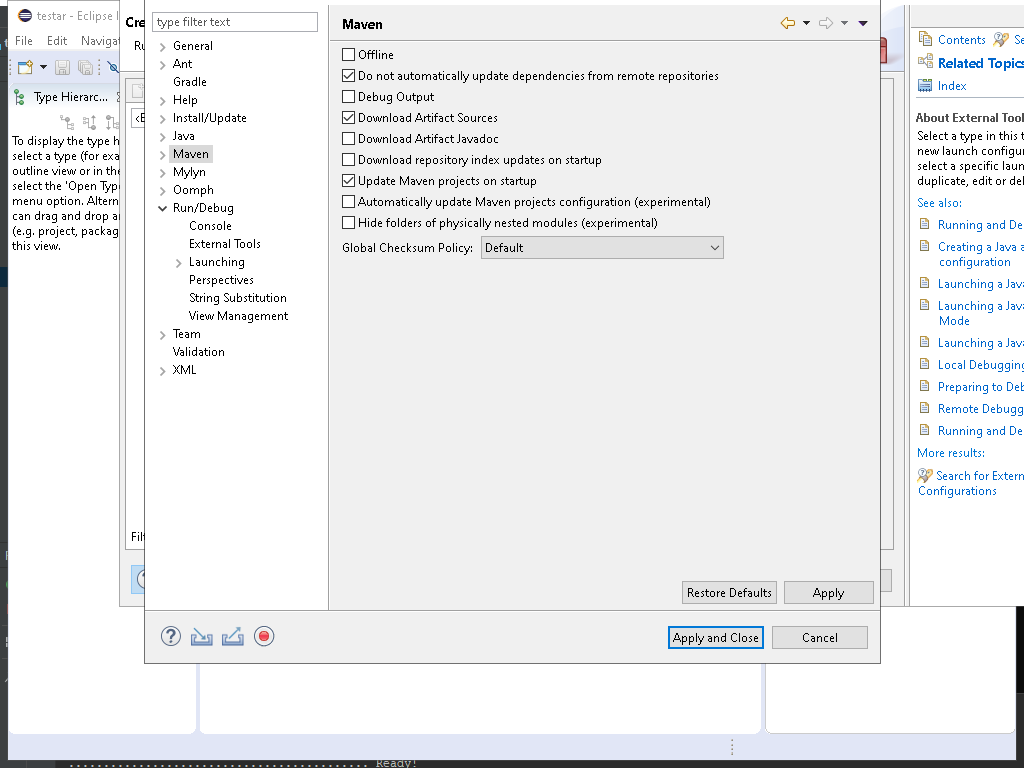 testar - Eclipse I
File Edit Navigat
Type Hierarc...
To display the type h
select a type (for exa
outline view or in the
select the 'Open Type
menu option. Altern
can drag and drop a
(e.g. project, packag
this view.
Cre
Ru
Filt
type filter text
General
Ant
Gradle
Help
Install/Update
Java
Maven
Mylyn
Oomph
Run/Debug
Console
External Tools
Launching
Perspectives
String Substitution
View Management
Team
Validation
XML
Maven
Offline
Do not automatically update dependencies from remote repositories
Debug Output
Download Artifact Sources
Download Artifact Javadoc
Download repository index updates on startup
Update Maven projects on startup
Automatically update Maven projects configuration (experimental)
Hide folders of physically nested modules (experimental)
Global Checksum Policy: Default
Restore Defaults Apply
Apply and Close Cancel
Contents Se
Related Topics
Index
About External Tool
Select a type in this t
new launch configur
select a specific laun
duplicate, edit or del
See also:
Running and De
Creating a Java a
configuration
Launching a Java
Launching a Java
Mode
Launching a Java
Local Debugging
Preparing to Deb
Remote Debugg
Running and De
More results:
Search for Extern
Configurations
Ready!